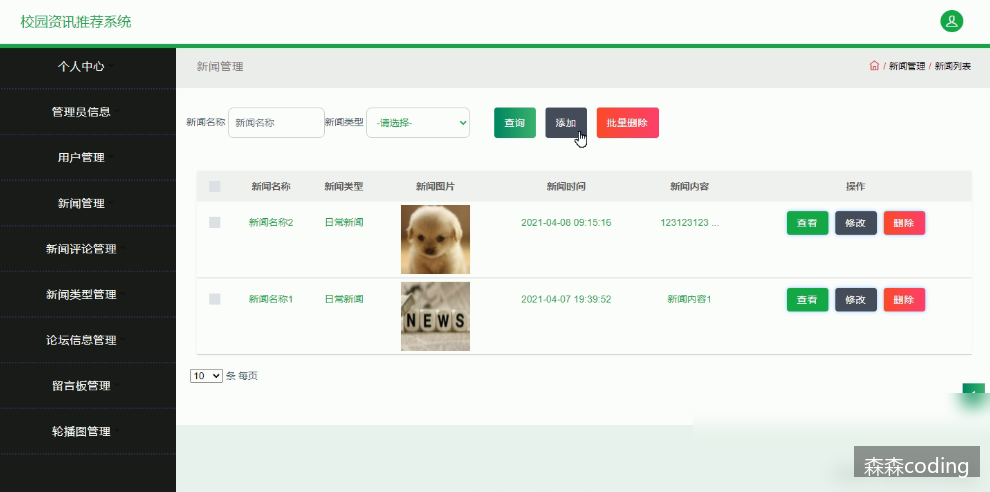 校园资讯推荐系统
个人中心
管理员信息
用户管理
新闻管理
新闻评论管理
新闻类型管理
论坛信息管理
留言板管理
轮播图管理
新闻管理
/ 新闻管理 / 新闻列表
新闻名称 新闻名称 新闻类型 -请选择- 查询 添加 批量删除
新闻名称 新闻类型 新闻图片 新闻时间 新闻内容 操作
新闻名称2 日常新闻 2021-04-08 09:15:16 123123123 ... 查看 修改 删除
新闻名称1 日常新闻 NEWS 2021-04-07 19:39:52 新闻内容1 查看 修改 删除
10 条 每页
森森coding